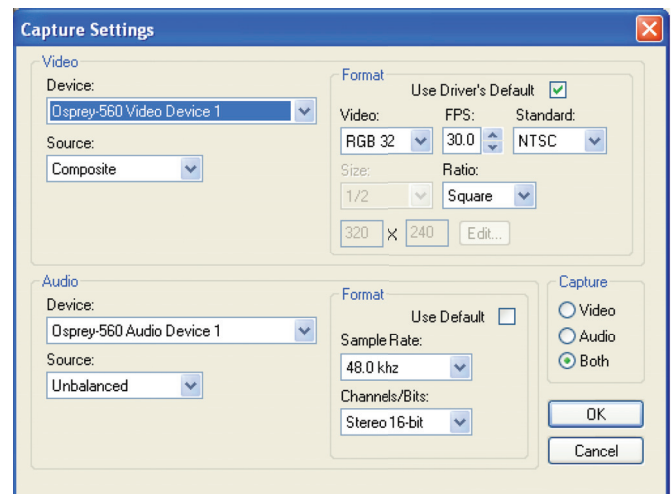 Capture Settings
Video
Device:
Osprey-560 Video Device 1
Source:
Composite
Format
Use Driver's Default
Video: FPS: Standard:
RGB 32 30.0 NTSC
Size: Ratio:
1/2 Square
320 X 240 Edit...
Audio
Device:
Osprey-560 Audio Device 1
Source:
Unbalanced
Format
Use Default
Sample Rate:
48.0 khz
Channels/Bits:
Stereo 16-bit
Capture
Video
Audio
Both
OK
Cancel